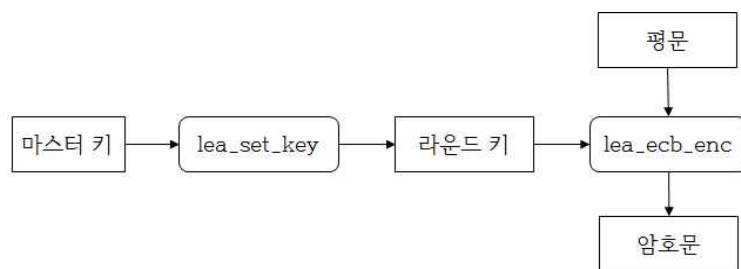 평문
마스터 키
lea_set_key
라운드 키
lea_ecb_enc
암호문